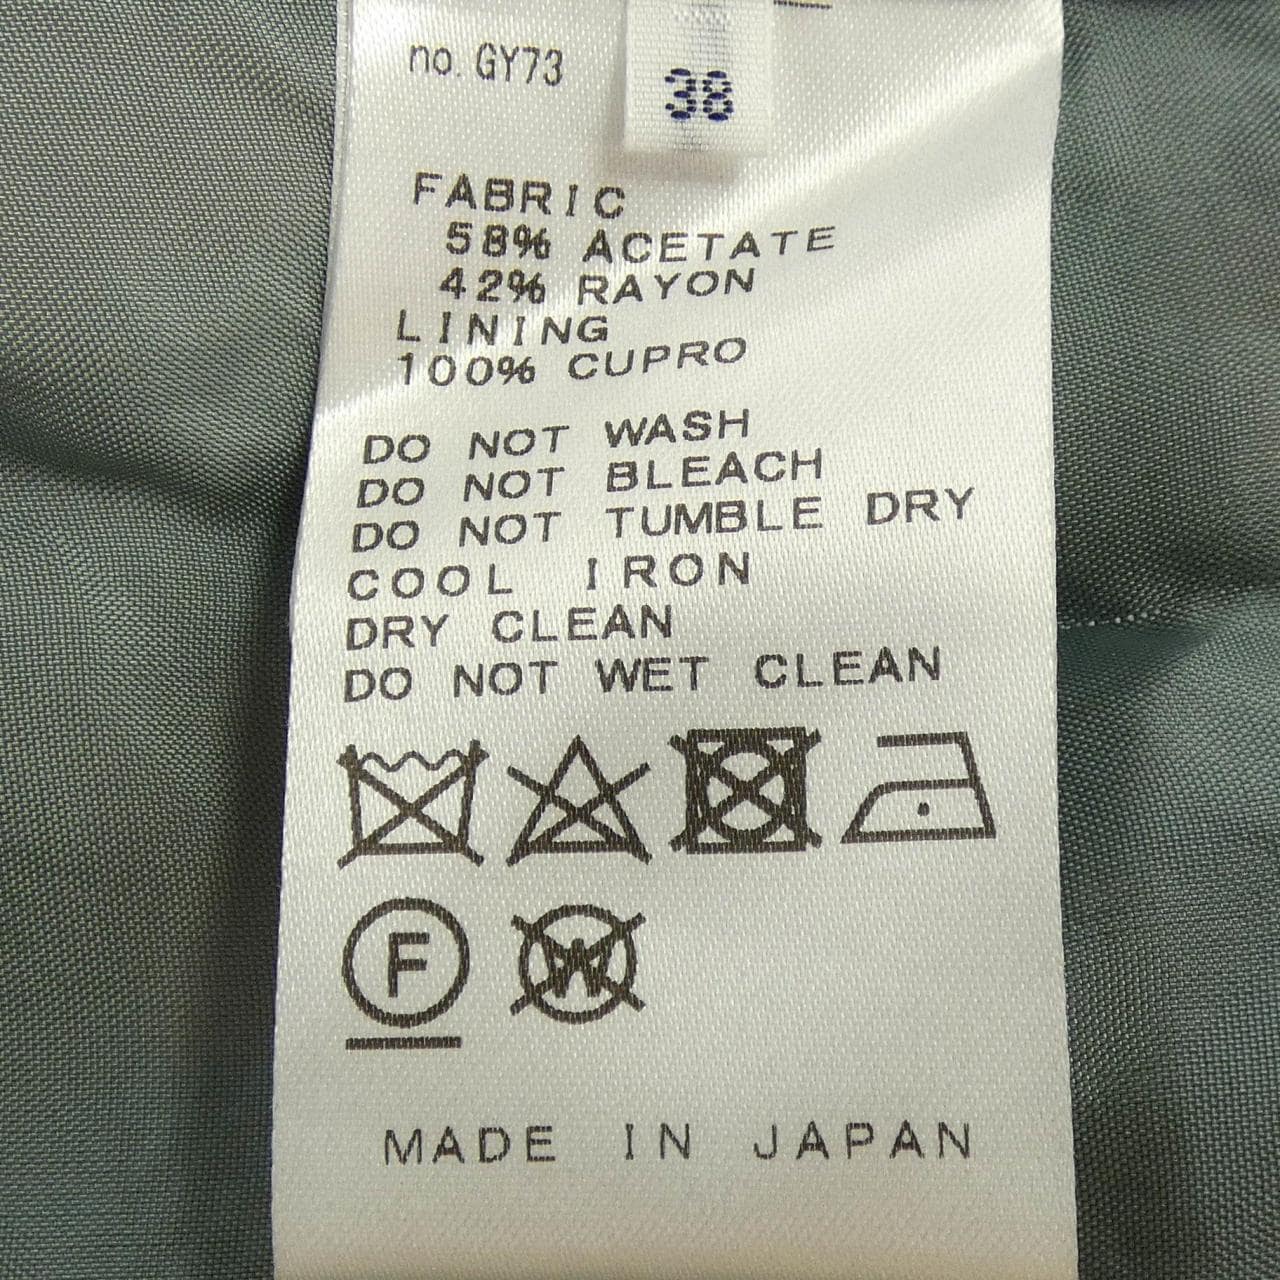 no. GY73
38
FABRIC
58% ACETATE
42% RAYON
LINING
100% CUPRO
DO NOT WASH
DO NOT BLEACH
DO NOT TUMBLE DRY
COOL IRON
DRY CLEAN
DO NOT WET CLEAN
F W
MADE IN JAPAN